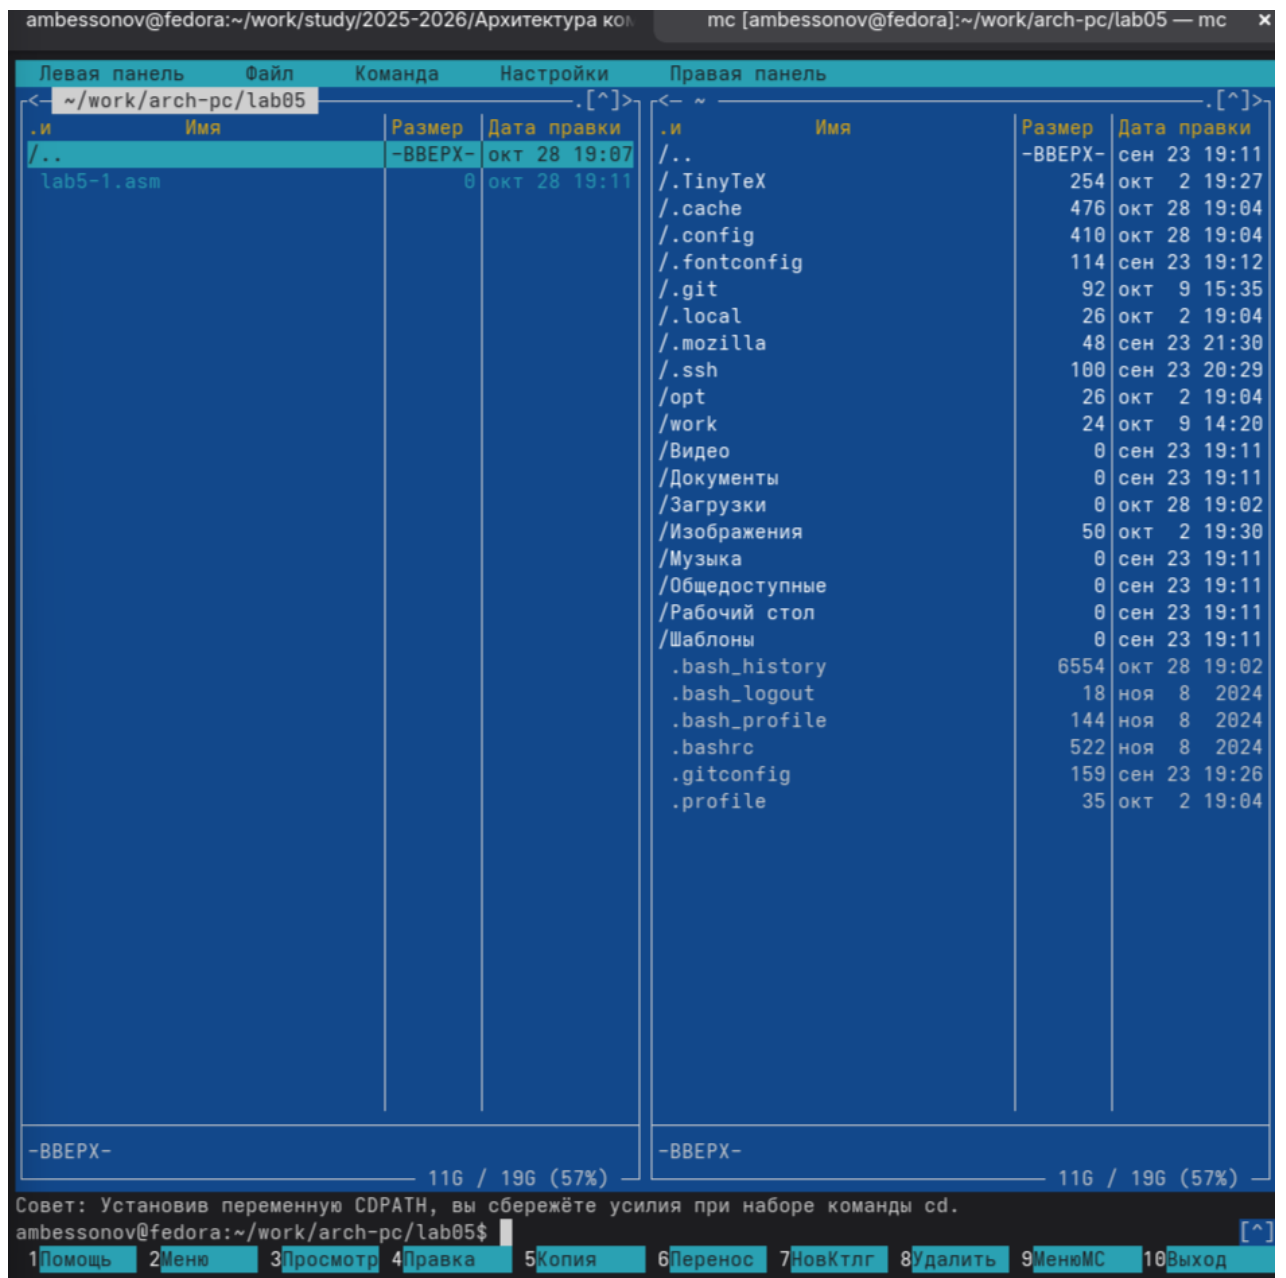 ambessonov@fedora:~/work/study/2025-2026/Архитектура ком
mc [ambessonov@fedora]:~/work/arch-pc/lab05 — mc ×
Левая панель Файл Команда Настройки Правая панель
<— ~/work/arch-pc/lab05 .[^]>
.и Имя Размер Дата правки
/.. -ВВЕРХ- окт 28 19:07
lab5-1.asm 0 окт 28 19:11
<— ~ .[^]>
.и Имя Размер Дата правки
/.. -ВВЕРХ- сен 23 19:11
/.TinyTeX 254 окт 2 19:27
/.cache 476 окт 28 19:04
/.config 410 окт 28 19:04
/.fontconfig 114 сен 23 19:12
/.git 92 окт 9 15:35
/.local 26 окт 2 19:04
/.mozilla 48 сен 23 21:30
/.ssh 100 сен 23 20:29
/opt 26 окт 2 19:04
/work 24 окт 9 14:20
/Видео 0 сен 23 19:11
/Документы 0 сен 23 19:11
/Загрузки 0 окт 28 19:02
/Изображения 50 окт 2 19:30
/Музыка 0 сен 23 19:11
/Общедоступные 0 сен 23 19:11
/Рабочий стол 0 сен 23 19:11
/Шаблоны 0 сен 23 19:11
.bash_history 6554 окт 28 19:02
.bash_logout 18 ноя 8 2024
.bash_profile 144 ноя 8 2024
.bashrc 522 ноя 8 2024
.gitconfig 159 сен 23 19:26
.profile 35 окт 2 19:04
-ВВЕРХ-
11G / 19G (57%)
-ВВЕРХ-
11G / 19G (57%)
Совет: Установив переменную CDPATH, вы сбережёте усилия при наборе команды cd.
ambessonov@fedora:~/work/arch-pc/lab05$ [^]
1Помощь 2Меню 3Просмотр 4Правка 5Копия 6Перенос 7НовКтлг 8Удалить 9МенюMC 10Выход